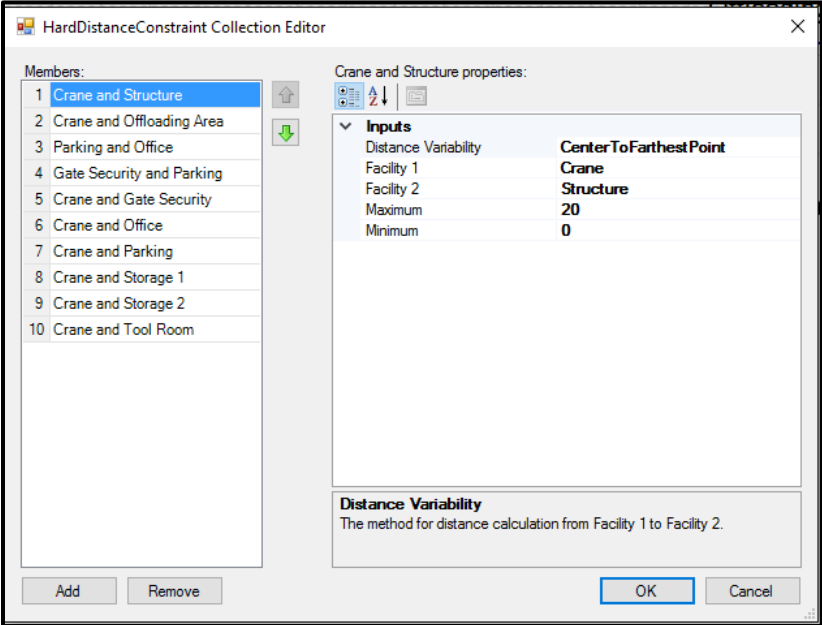 HardDistanceConstraint Collection Editor
Members:
1 Crane and Structure
2 Crane and Offloading Area
3 Parking and Office
4 Gate Security and Parking
5 Crane and Gate Security
6 Crane and Office
7 Crane and Parking
8 Crane and Storage 1
9 Crane and Storage 2
10 Crane and Tool Room
Add Remove
Crane and Structure properties:
A
Z
Inputs
Distance Variability CenterToFarthestPoint
Facility 1 Crane
Facility 2 Structure
Maximum 20
Minimum 0
Distance Variability
The method for distance calculation from Facility 1 to Facility 2.
OK Cancel